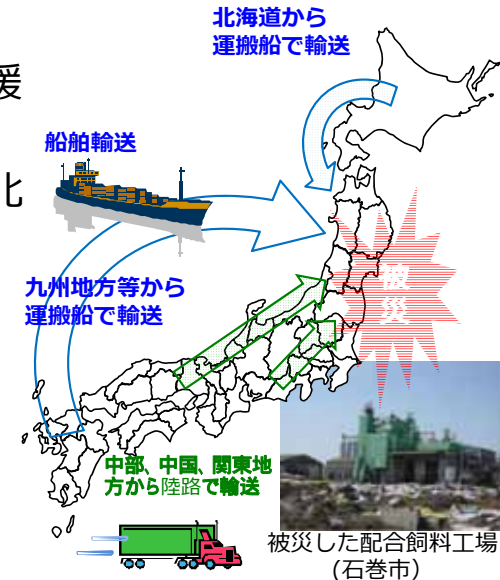 北海道から
運搬船で輸送
援
船舶輸送
北
九州地方等から
運搬船で輸送
被災
中部、中国、関東地
方から陸路で輸送
被災した配合飼料工場
(石巻市)